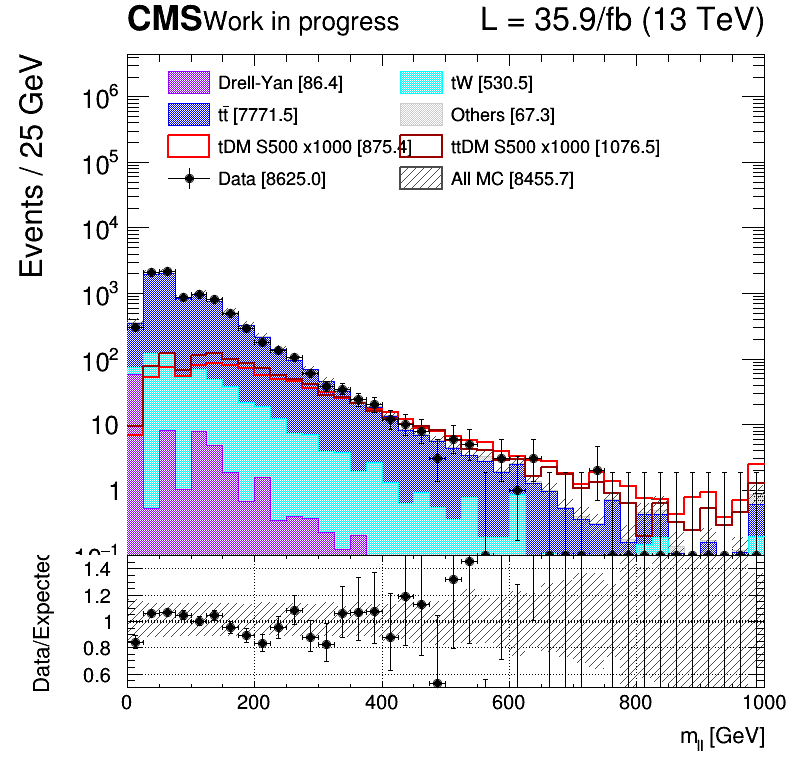 CMS Work in progress L = 35.9/fb (13 TeV)
Events / 25 GeV
Drell-Yan [86.4] tW [530.5]
tt̄ [7771.5] Others [67.3]
tDM S500 x1000 [875.4] ttDM S500 x1000 [1076.5]
Data [8625.0] All MC [8455.7]
10⁶
10⁵
10⁴
10³
10²
10
1
10⁻¹
Data/Expected
1.4
1.2
1
0.8
0.6
0 200 400 600 800 1000
m_ll [GeV]